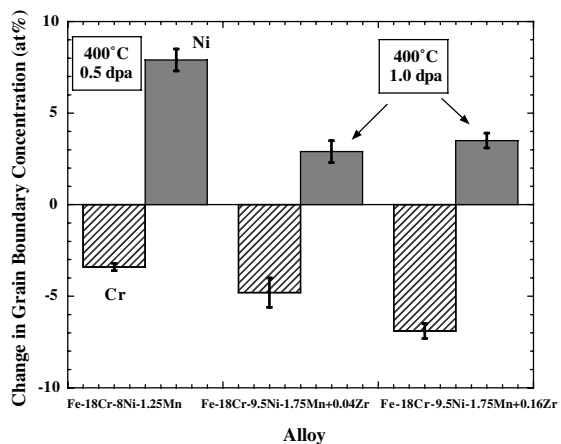 Change in Grain Boundary Concentration (at%)
10
5
0
-5
-10
400˚C
0.5 dpa
Ni
400˚C
1.0 dpa
Cr
Fe-18Cr-8Ni-1.25Mn
Fe-18Cr-9.5Ni-1.75Mn+0.04Zr
Fe-18Cr-9.5Ni-1.75Mn+0.16Zr
Alloy